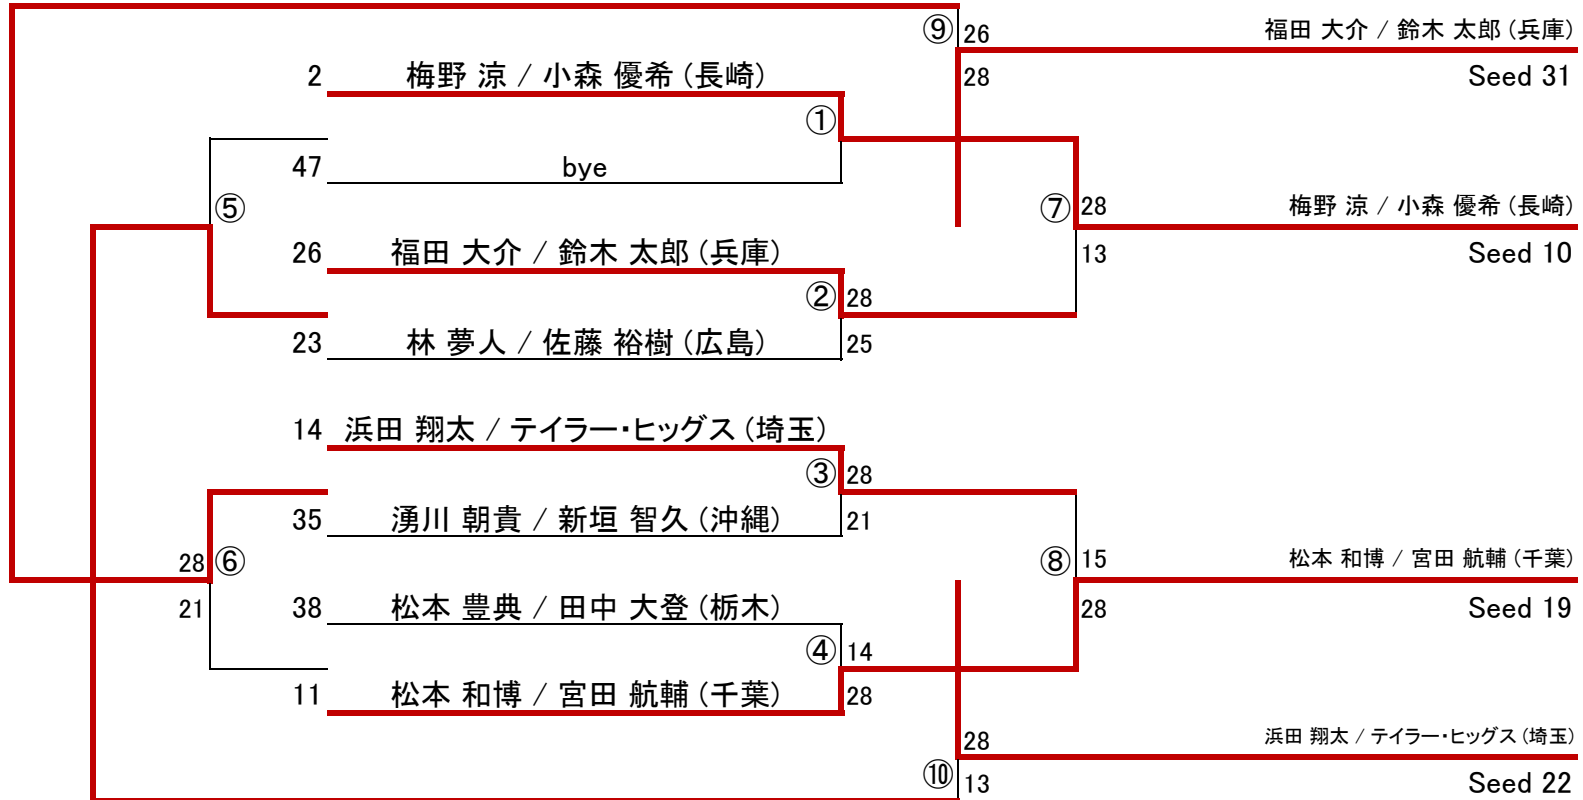 ⑨ 26 福田 大介 / 鈴木 太郎 (兵庫)
2 梅野 涼 / 小森 優希 (長崎) 28 Seed 31
①
47 bye
⑤ ⑦ 28 梅野 涼 / 小森 優希 (長崎)
26 福田 大介 / 鈴木 太郎 (兵庫) 13 Seed 10
② 28
23 林 夢人 / 佐藤 裕樹 (広島) 25
14 浜田 翔太 / テイラー・ヒッグス (埼玉)
③ 28
35 湧川 朝貴 / 新垣 智久 (沖縄) 21
28 ⑥ ⑧ 15 松本 和博 / 宮田 航輔 (千葉)
21 38 松本 豊典 / 田中 大登 (栃木) 28 Seed 19
④ 14
11 松本 和博 / 宮田 航輔 (千葉) 28
28 浜田 翔太 / テイラー・ヒッグス (埼玉)
⑩ 13 Seed 22